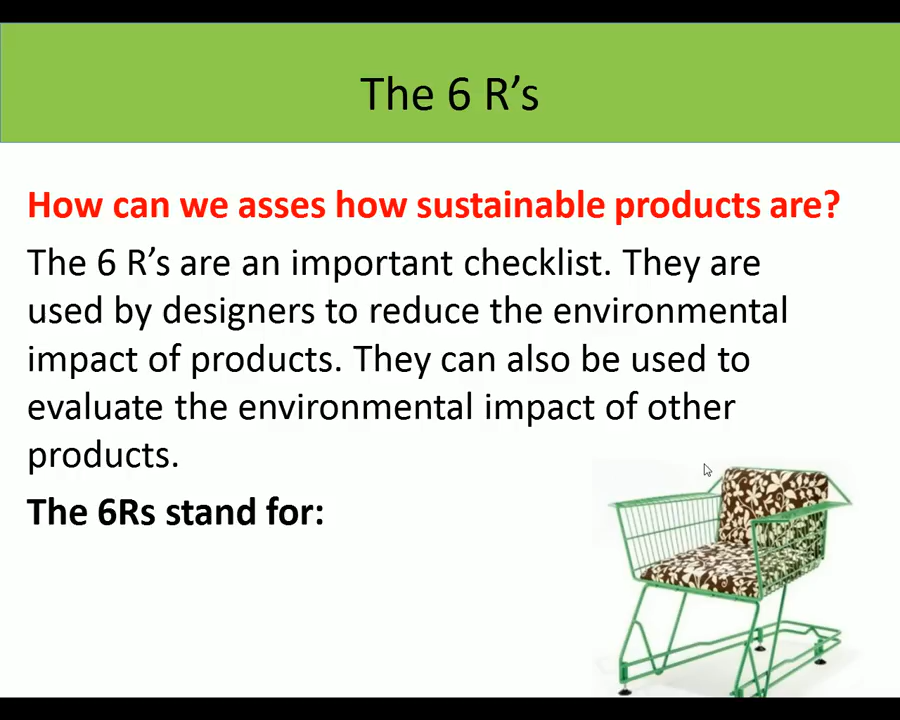 The 6 R’s
How can we asses how sustainable products are?
The 6 R’s are an important checklist. They are
used by designers to reduce the environmental
impact of products. They can also be used to
evaluate the environmental impact of other
products.
The 6Rs stand for: